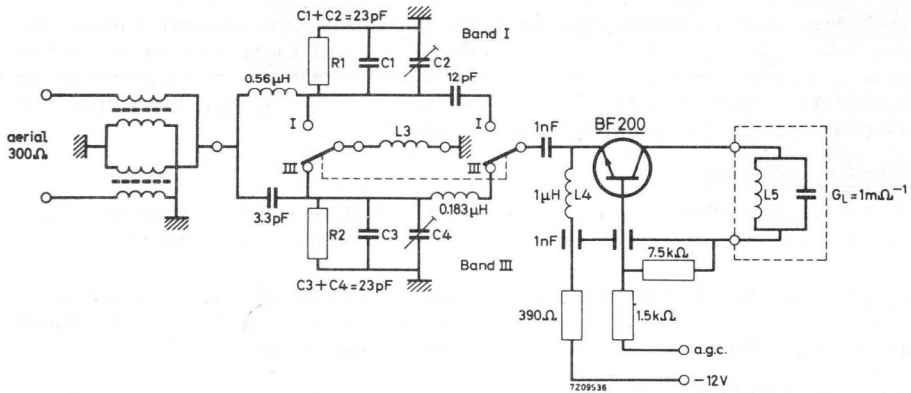 C1+C2=23pF
Band I
R1
C1
C2
0.56µH
12pF
aerial
300Ω
I
L3
I
III
III
1nF
BF200
3.3pF
0.183µH
1µH
L4
L5
G_L=1mΩ⁻¹
R2
C3
C4
1nF
7.5kΩ
Band III
C3+C4=23pF
390Ω
1.5kΩ
a.g.c.
7Z09536
-12V